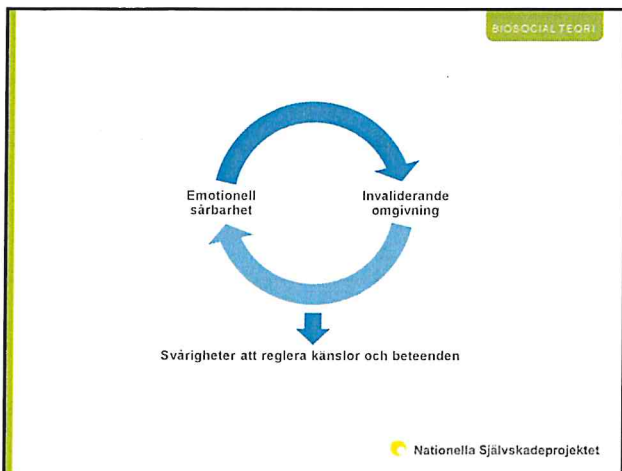 BIOSOCIAL TEORI
Emotionell
sårbarhet
Invaliderande
omgivning
Svårigheter att reglera känslor och beteenden
Nationella Självskadeprojektet